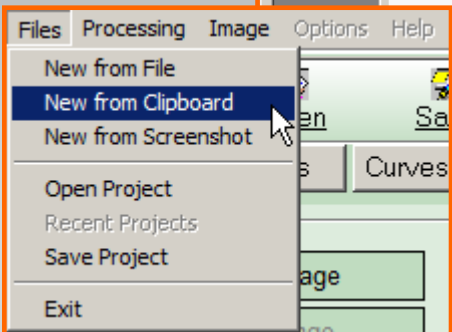 Files Processing Image Options Help
New from File
New from Clipboard
New from Screenshot
Open Project
Recent Projects
Save Project
Exit
Curves